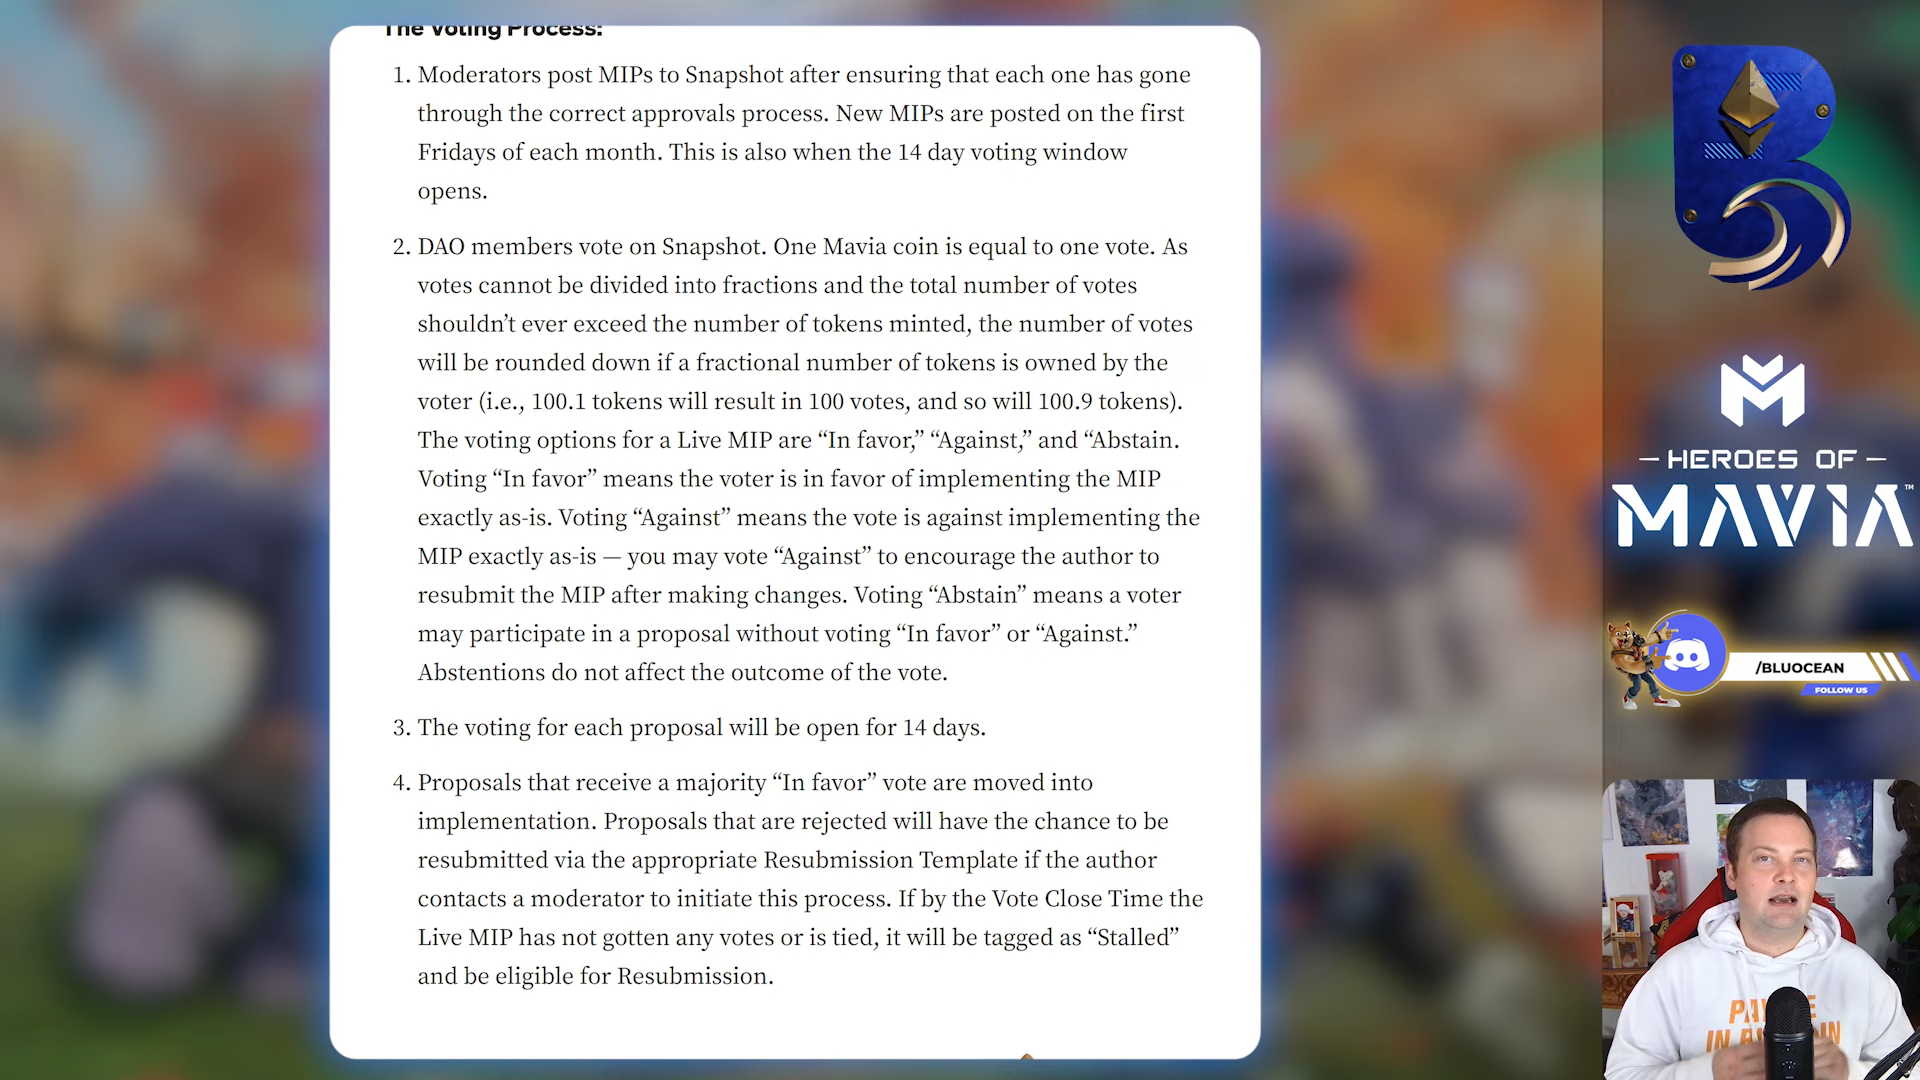 The Voting Process:
1. Moderators post MIPs to Snapshot after ensuring that each one has gone
through the correct approvals process. New MIPs are posted on the first
Fridays of each month. This is also when the 14 day voting window
opens.
2. DAO members vote on Snapshot. One Mavia coin is equal to one vote. As
votes cannot be divided into fractions and the total number of votes
shouldn’t ever exceed the number of tokens minted, the number of votes
will be rounded down if a fractional number of tokens is owned by the
voter (i.e., 100.1 tokens will result in 100 votes, and so will 100.9 tokens).
The voting options for a Live MIP are “In favor,” “Against,” and “Abstain.
Voting “In favor” means the voter is in favor of implementing the MIP
exactly as-is. Voting “Against” means the vote is against implementing the
MIP exactly as-is — you may vote “Against” to encourage the author to
resubmit the MIP after making changes. Voting “Abstain” means a voter
may participate in a proposal without voting “In favor” or “Against.”
Abstentions do not affect the outcome of the vote.
3. The voting for each proposal will be open for 14 days.
4. Proposals that receive a majority “In favor” vote are moved into
implementation. Proposals that are rejected will have the chance to be
resubmitted via the appropriate Resubmission Template if the author
contacts a moderator to initiate this process. If by the Vote Close Time the
Live MIP has not gotten any votes or is tied, it will be tagged as “Stalled”
and be eligible for Resubmission.
B
HEROES OF
MAVIA™
/BLUOCEAN
FOLLOW US